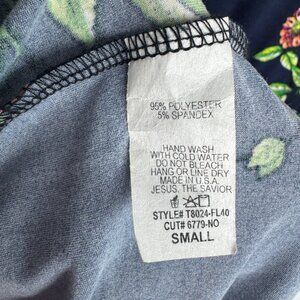 95% POLYESTER
5% SPANDEX
HAND WASH
WITH COLD WATER
DO NOT BLEACH
HANG OR LINE DRY
MADE IN U.S.A.
JESUS. THE SAVIOR
STYLE# T8024-FL40
CUT# 6779-NO
SMALL